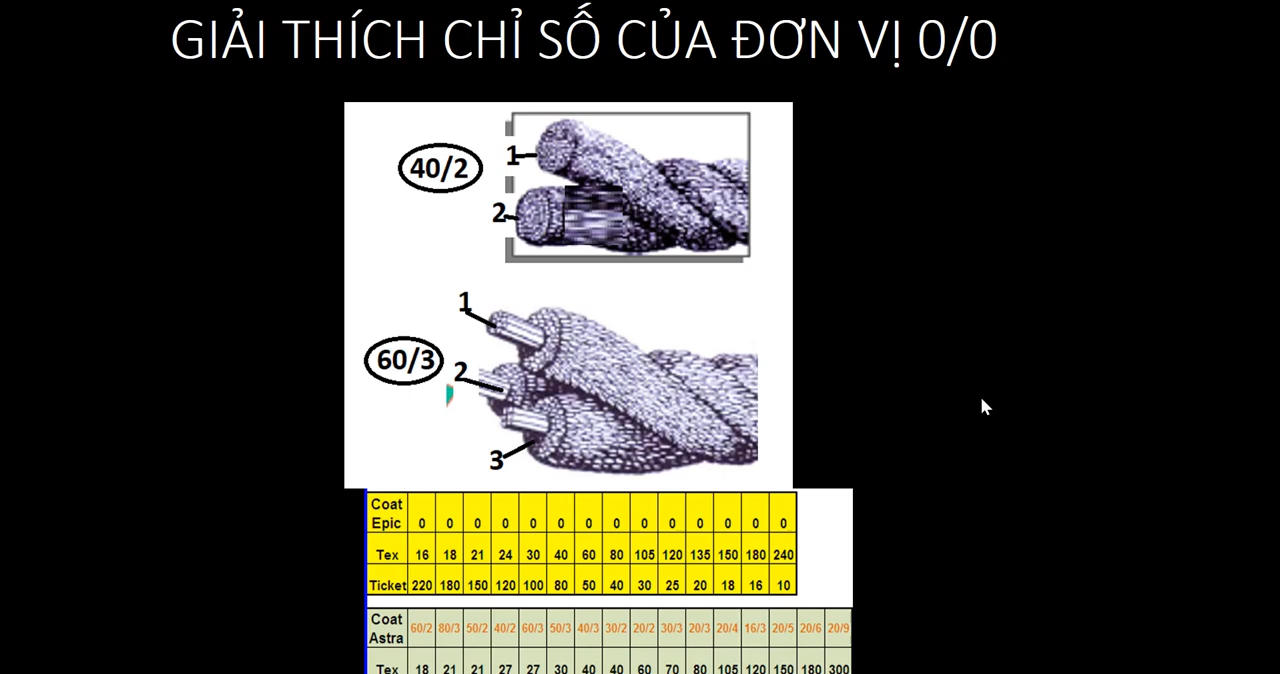 GIẢI THÍCH CHỈ SỐ CỦA ĐƠN VỊ 0/0
40/2
1
2
60/3
1
2
3
Coat Epic 0 0 0 0 0 0 0 0 0 0 0 0 0 0
Tex 16 18 21 24 30 40 60 80 105 120 135 150 180 240
Ticket 220 180 150 120 100 80 50 40 30 25 20 18 16 10
Coat Astra 60/2 80/3 50/2 40/2 60/3 50/3 40/3 30/2 20/2 30/3 20/3 20/4 16/3 20/5 20/6 20/9
Tex 18 21 21 27 27 30 40 40 60 70 80 105 120 150 180 300